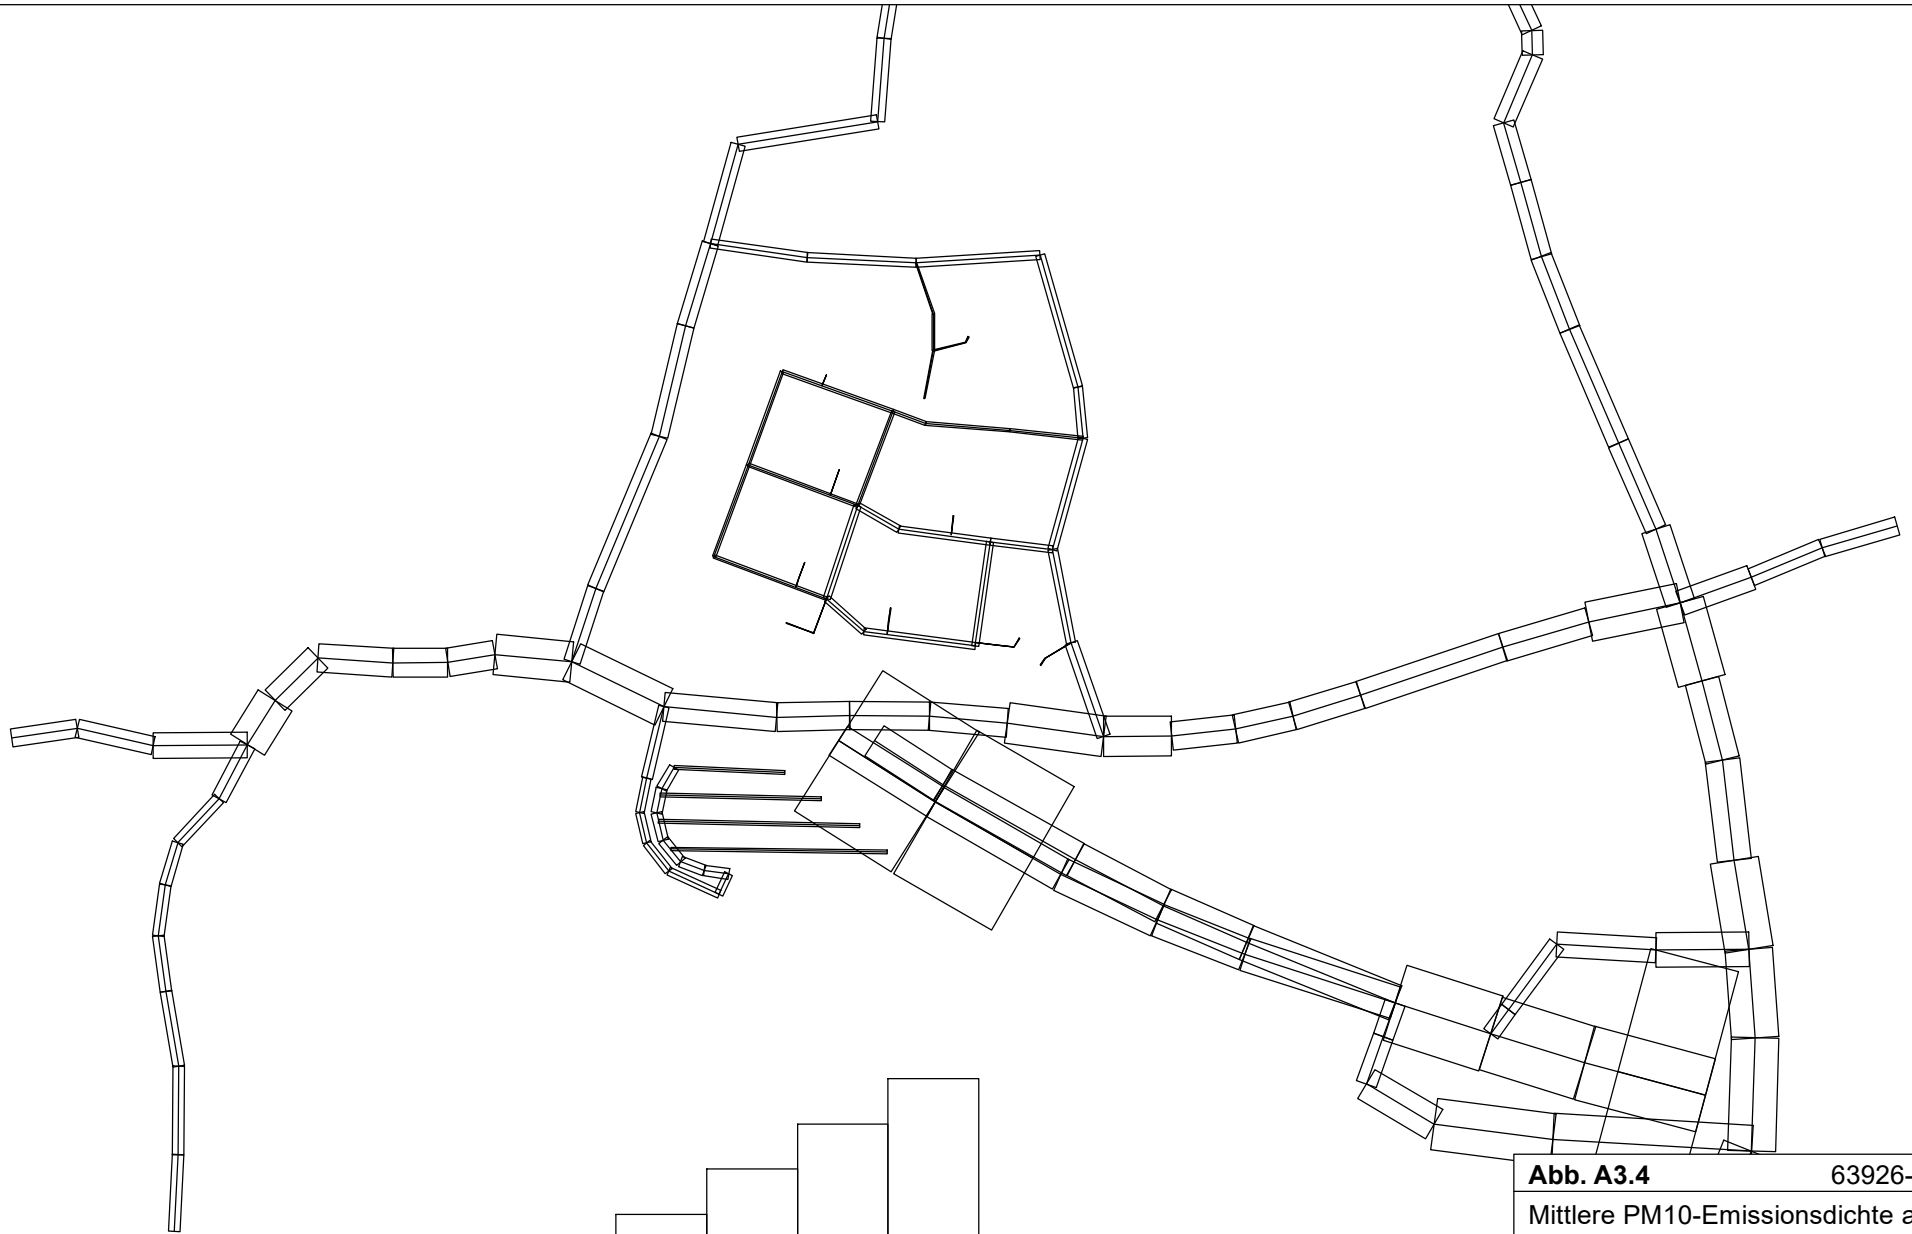 Abb. A3.4 63926-
Mittlere PM10-Emissionsdichte a